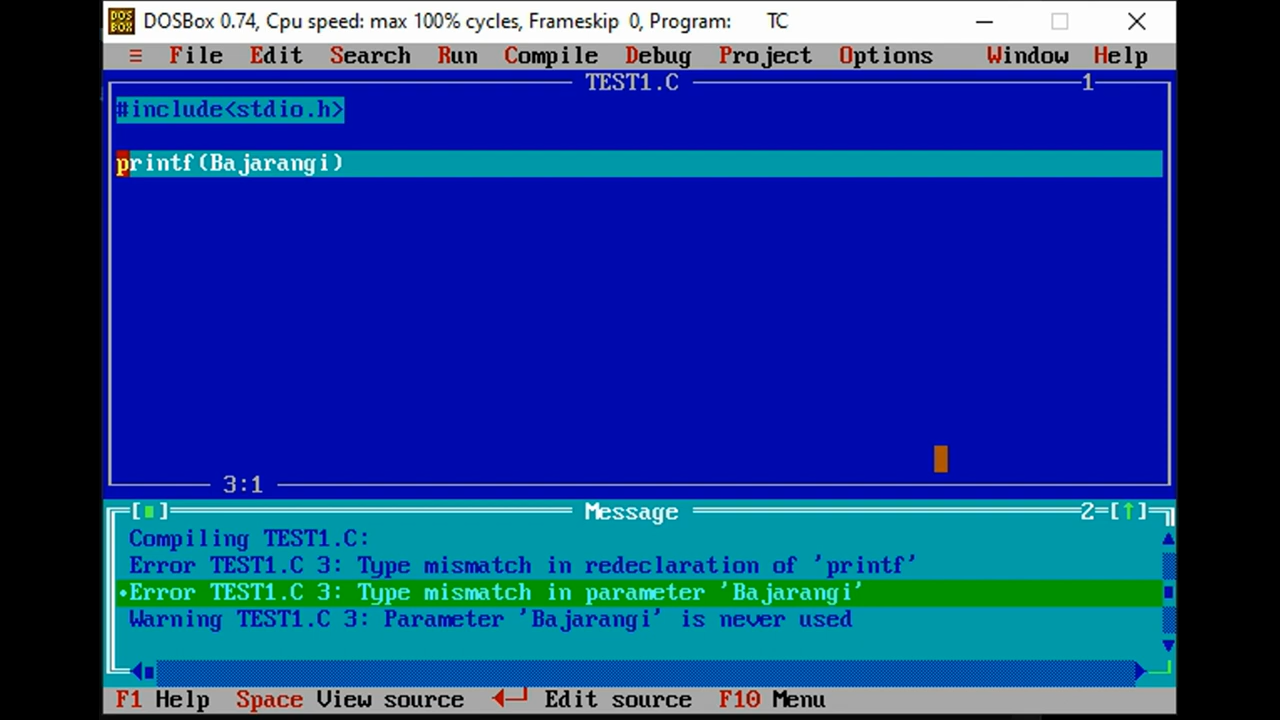 DOSBox 0.74, Cpu speed: max 100% cycles, Frameskip 0, Program: TC
≡ File Edit Search Run Compile Debug Project Options Window Help
TEST1.C 1
#include<stdio.h>
printf(Bajarangi)
3:1
[■] Message 2=[↑]
Compiling TEST1.C:
Error TEST1.C 3: Type mismatch in redeclaration of 'printf'
•Error TEST1.C 3: Type mismatch in parameter 'Bajarangi'
Warning TEST1.C 3: Parameter 'Bajarangi' is never used
F1 Help Space View source ◄┘ Edit source F10 Menu